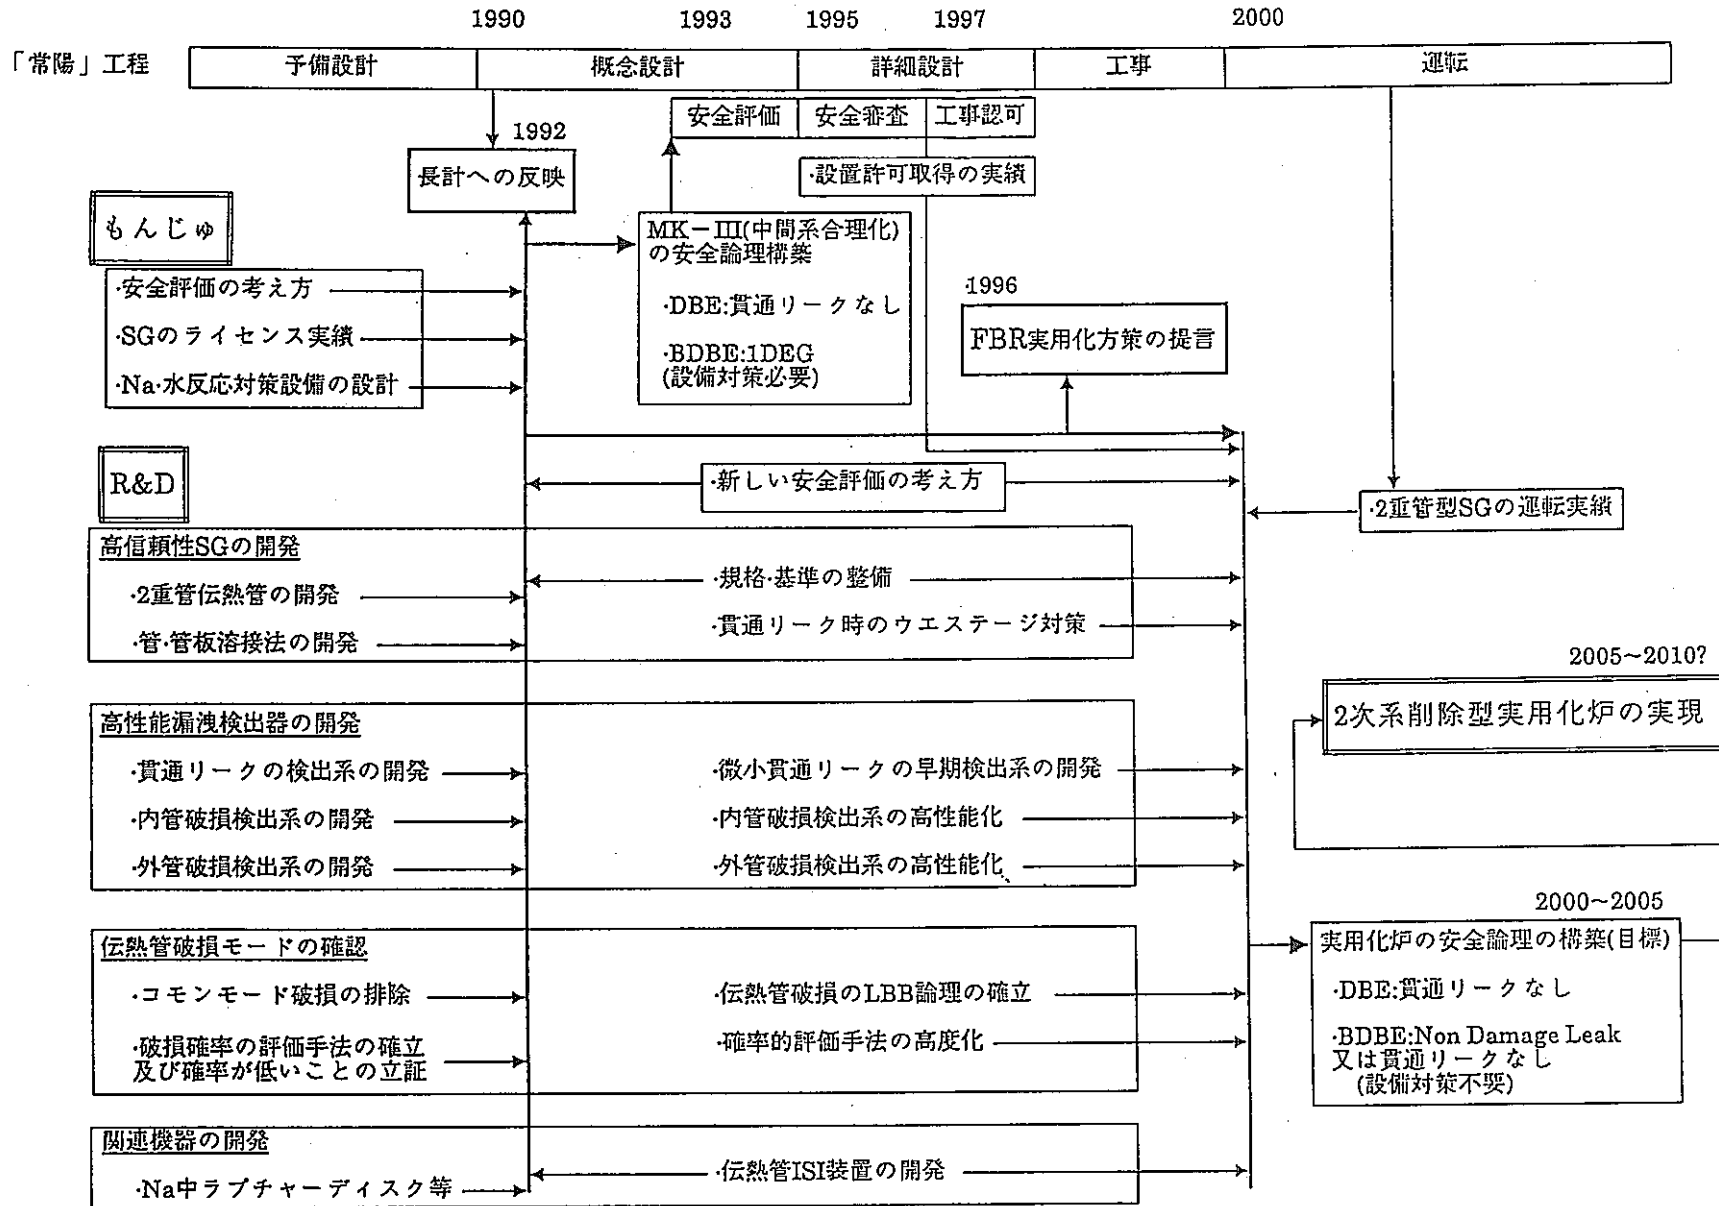 1990
1993
1995
1997
2000
「常陽」工程
予備設計
概念設計
詳細設計
工事
運転
安全評価
安全審査
工事認可
1992
長計への反映
·設置許可取得の実績
もんじゅ
MK－III(中間系合理化)
の安全論理構築
·DBE:貫通リークなし
·BDBE:1DEG
(設備対策必要)
·安全評価の考え方
·SGのライセンス実績
·Na·水反応対策設備の設計
·1996
FBR実用化方策の提言
R&D
·新しい安全評価の考え方
·2重管型SGの運転実績
高信頼性SGの開発
·2重管伝熱管の開発
·管·管板溶接法の開発
·規格·基準の整備
·貫通リーク時のウエステージ対策
2005~2010?
2次系削除型実用化炉の実現
高性能漏洩検出器の開発
·貫通リークの検出系の開発
·内管破損検出系の開発
·外管破損検出系の開発
·微小貫通リークの早期検出系の開発
·内管破損検出系の高性能化
·外管破損検出系の高性能化
2000~2005
実用化炉の安全論理の構築(目標)
·DBE:貫通リークなし
·BDBE:Non Damage Leak
又は貫通リークなし
(設備対策不要)
伝熱管破損モードの確認
·コモンモード破損の排除
·破損確率の評価手法の確立
及び確率が低いことの立証
·伝熱管破損のLBB論理の確立
·確率的評価手法の高度化
関連機器の開発
·Na中ラプチャーディスク等
·伝熱管ISI装置の開発